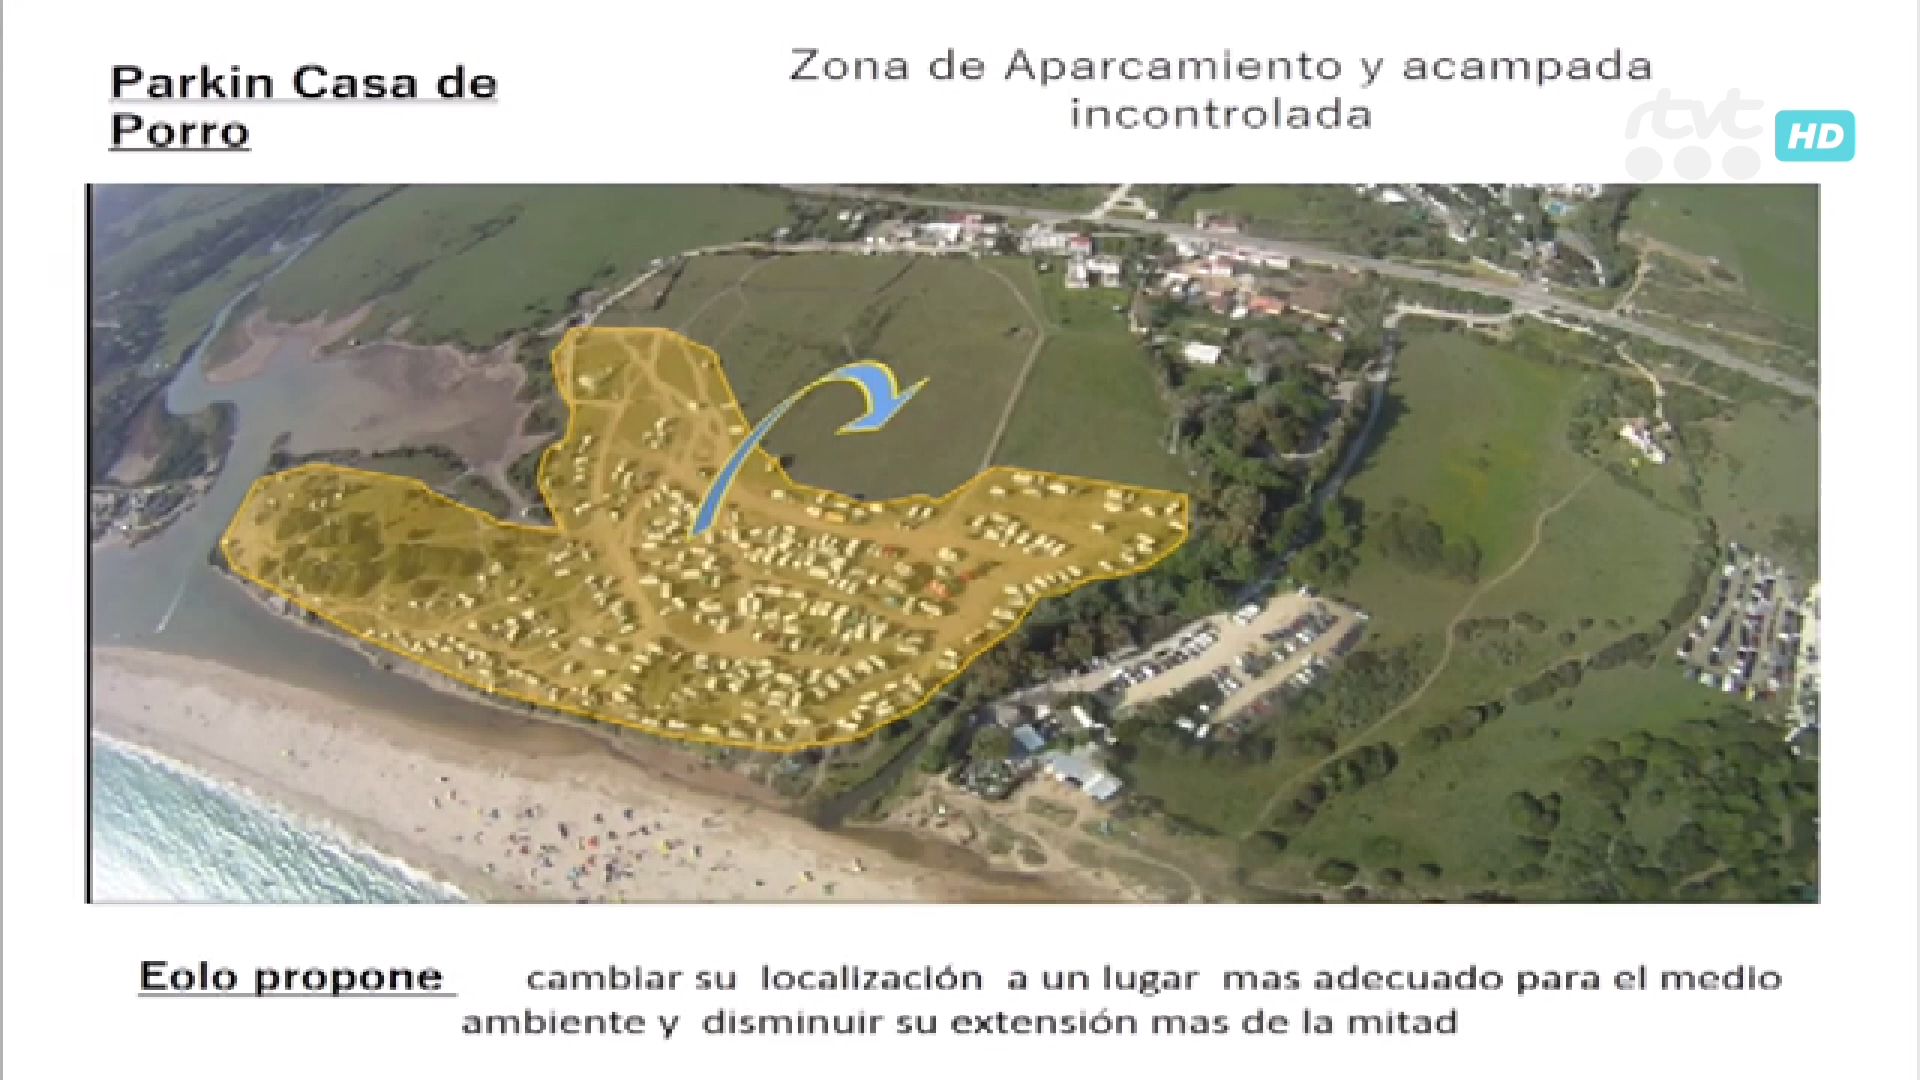 Parkin Casa de
Porro
Zona de Aparcamiento y acampada
incontrolada
rtvt
HD
Eolo propone cambiar su localización a un lugar mas adecuado para el medio
ambiente y disminuir su extensión mas de la mitad